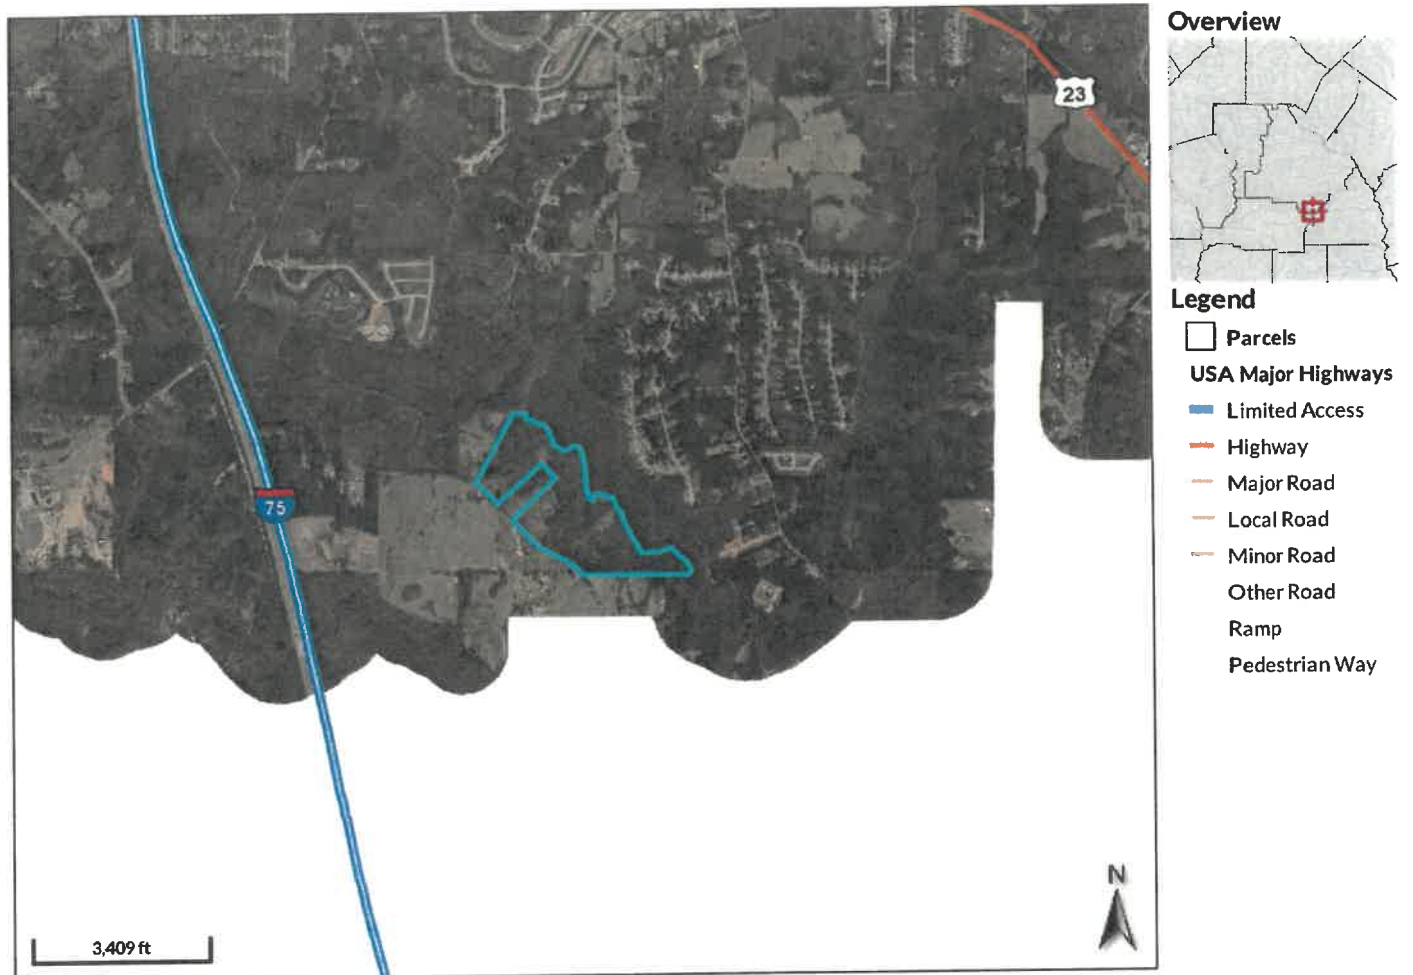 Overview
23
Legend
Parcels
USA Major Highways
Limited Access
Highway
75
Major Road
Local Road
Minor Road
Other Road
Ramp
Pedestrian Way
N
3,409 ft